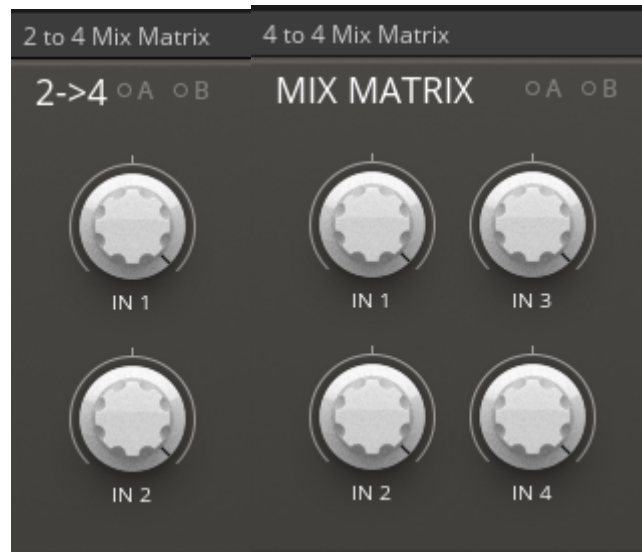 2 to 4 Mix Matrix
2->4 A B
IN 1
IN 2
4 to 4 Mix Matrix
MIX MATRIX A B
IN 1 IN 3
IN 2 IN 4